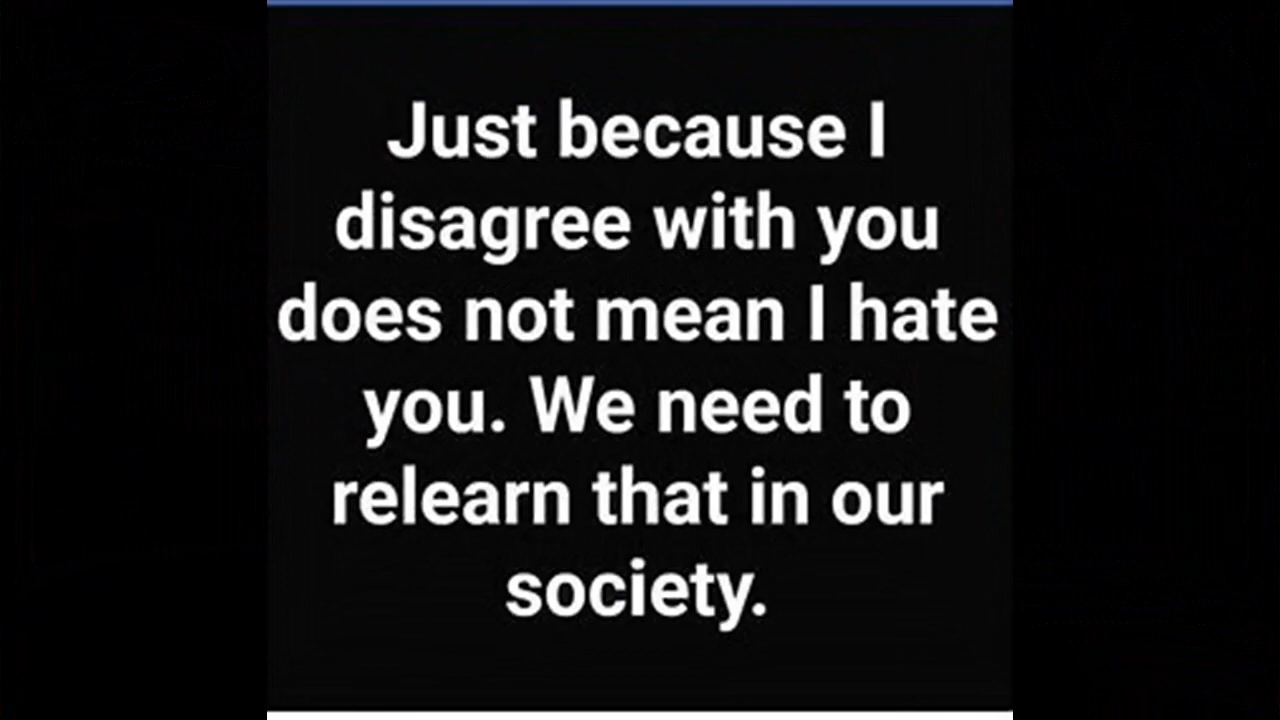 Just because I
disagree with you
does not mean I hate
you. We need to
relearn that in our
society.